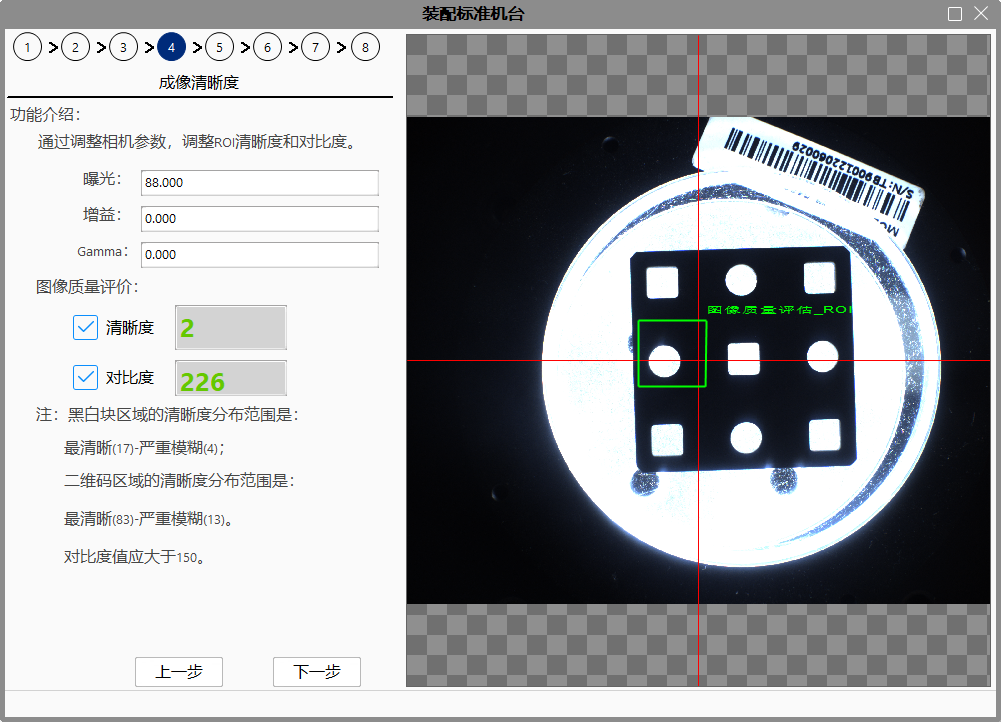 装配标准机台
1 > 2 > 3 > 4 > 5 > 6 > 7 > 8
成像清晰度
功能介绍：
通过调整相机参数，调整ROI清晰度和对比度。
曝光： 88.000
增益： 0.000
Gamma： 0.000
图像质量评价：
清晰度 2
对比度 226
注：黑白块区域的清晰度分布范围是：
最清晰(17)-严重模糊(4)；
二维码区域的清晰度分布范围是：
最清晰(83)-严重模糊(13)。
对比度值应大于150。
上一步 下一步
S/N:TB900122060029
图像质量评估_ROI